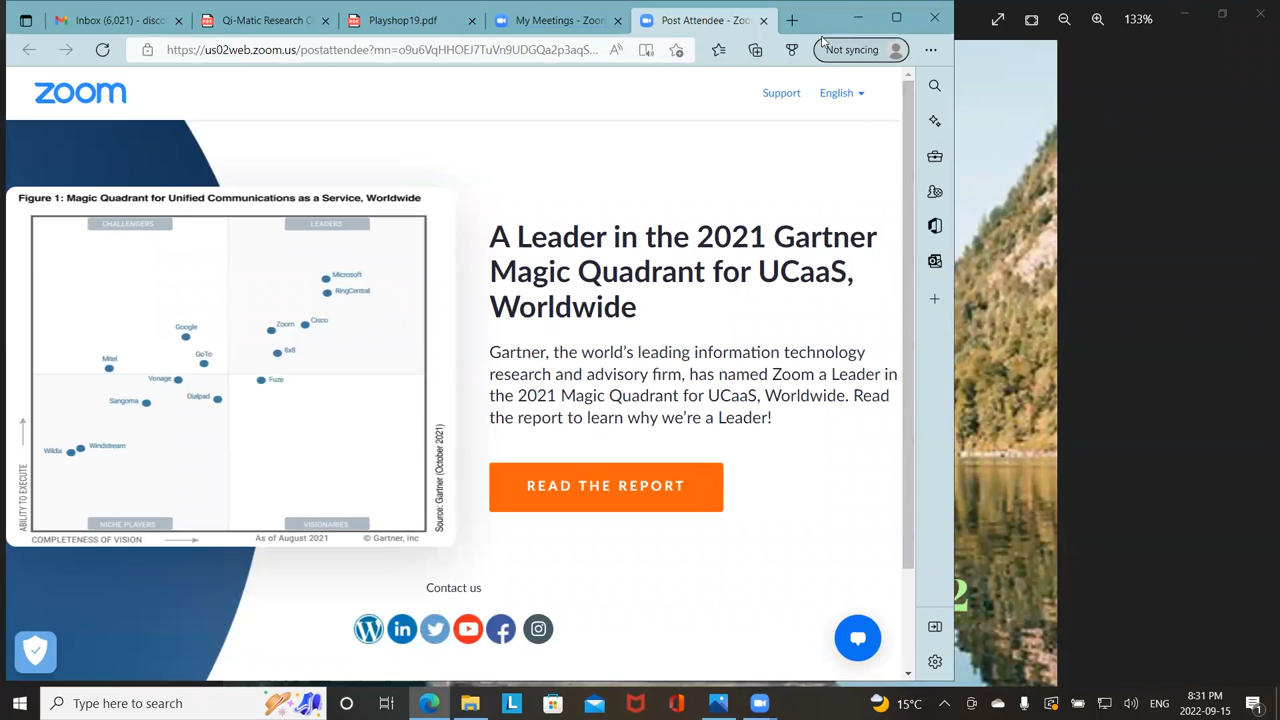 Inbox (6,021) - disco
Qi-Matic Research C
Playshop19.pdf
My Meetings - Zoom
Post Attendee - Zoo
133%
https://us02web.zoom.us/postattendee?mn=o9u6VqHHOEJ7TuVn9UDGQa2p3aqS...
Not syncing
zoom
Support
English
Figure 1: Magic Quadrant for Unified Communications as a Service, Worldwide
CHALLENGERS
LEADERS
Microsoft
RingCentral
Zoom
Cisco
Google
8x8
GoTo
Mitel
Vonage
Fuze
Sangoma
Dialpad
Wildix
Windstream
ABILITY TO EXECUTE
NICHE PLAYERS
VISIONARIES
COMPLETENESS OF VISION
As of August 2021
© Gartner, Inc
Source: Gartner (October 2021)
A Leader in the 2021 Gartner
Magic Quadrant for UCaaS,
Worldwide
Gartner, the world's leading information technology
research and advisory firm, has named Zoom a Leader in
the 2021 Magic Quadrant for UCaaS, Worldwide. Read
the report to learn why we're a Leader!
READ THE REPORT
2
Contact us
Type here to search
15°C
8:31 PM
2022-09-15
1